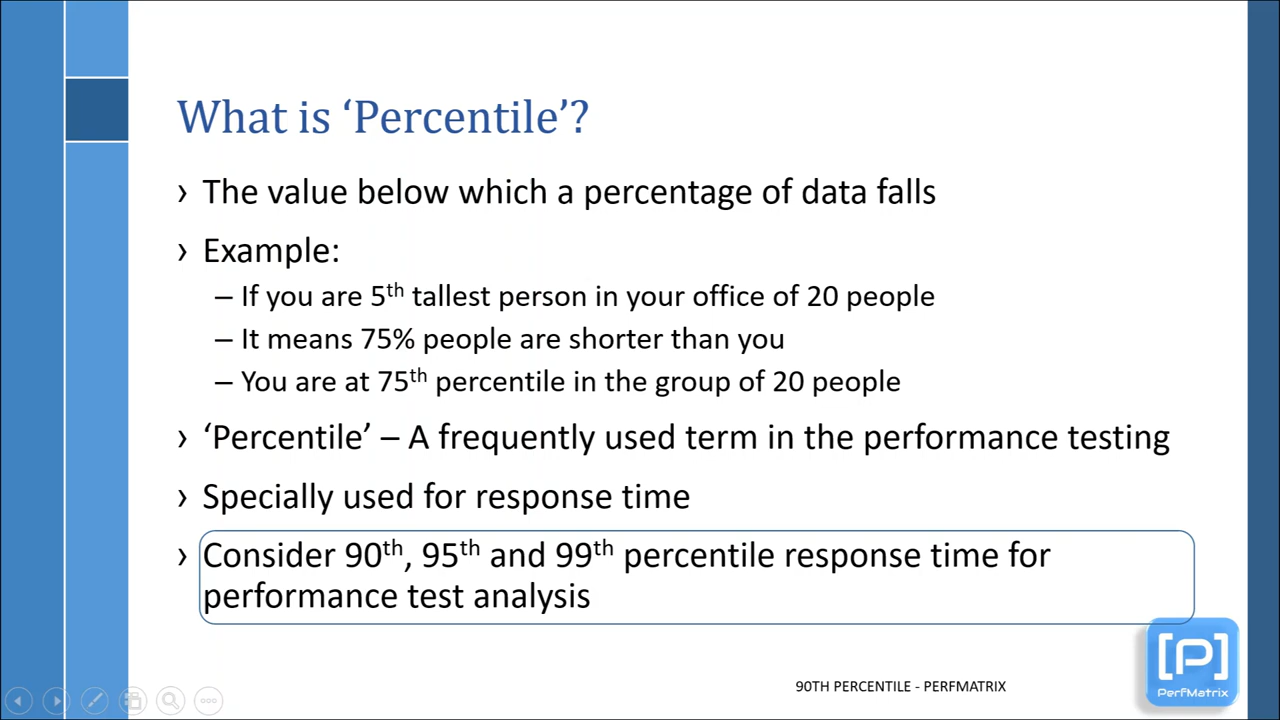 What is ‘Percentile’?
› The value below which a percentage of data falls
› Example:
– If you are 5th tallest person in your office of 20 people
– It means 75% people are shorter than you
– You are at 75th percentile in the group of 20 people
› ‘Percentile’ – A frequently used term in the performance testing
› Specially used for response time
› Consider 90th, 95th and 99th percentile response time for
performance test analysis
[P]
PerfMatrix
90TH PERCENTILE - PERFMATRIX